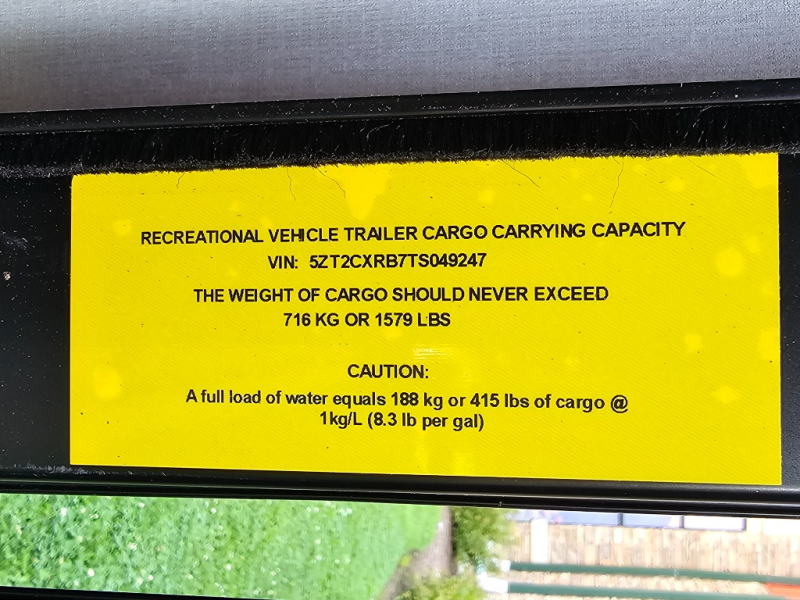 RECREATIONAL VEHICLE TRAILER CARGO CARRYING CAPACITY
VIN: 5ZT2CXRB7TS049247
THE WEIGHT OF CARGO SHOULD NEVER EXCEED
716 KG OR 1579 LBS
CAUTION:
A full load of water equals 188 kg or 415 lbs of cargo @
1kg/L (8.3 lb per gal)